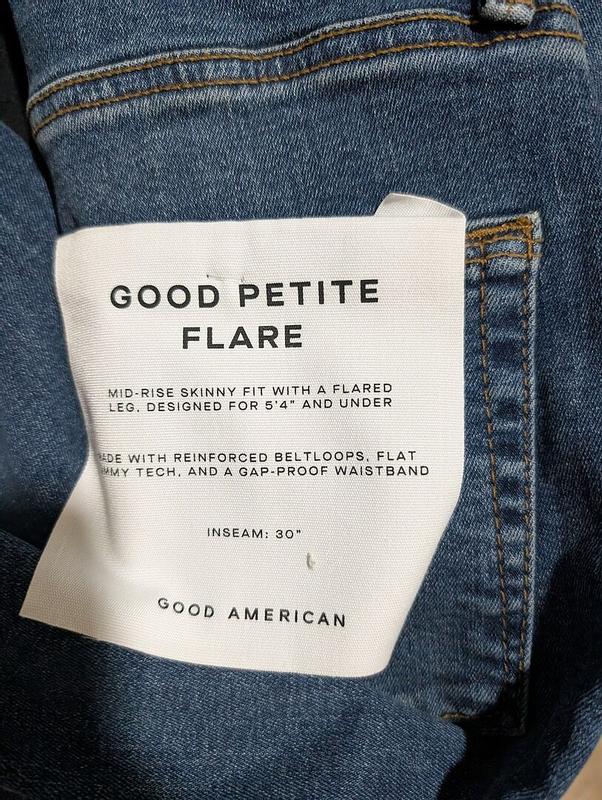 GOOD PETITE
FLARE
MID-RISE SKINNY FIT WITH A FLARED
LEG, DESIGNED FOR 5'4" AND UNDER
ADE WITH REINFORCED BELTLOOPS, FLAT
MMY TECH, AND A GAP-PROOF WAISTBAND
INSEAM: 30"
GOOD AMERICAN